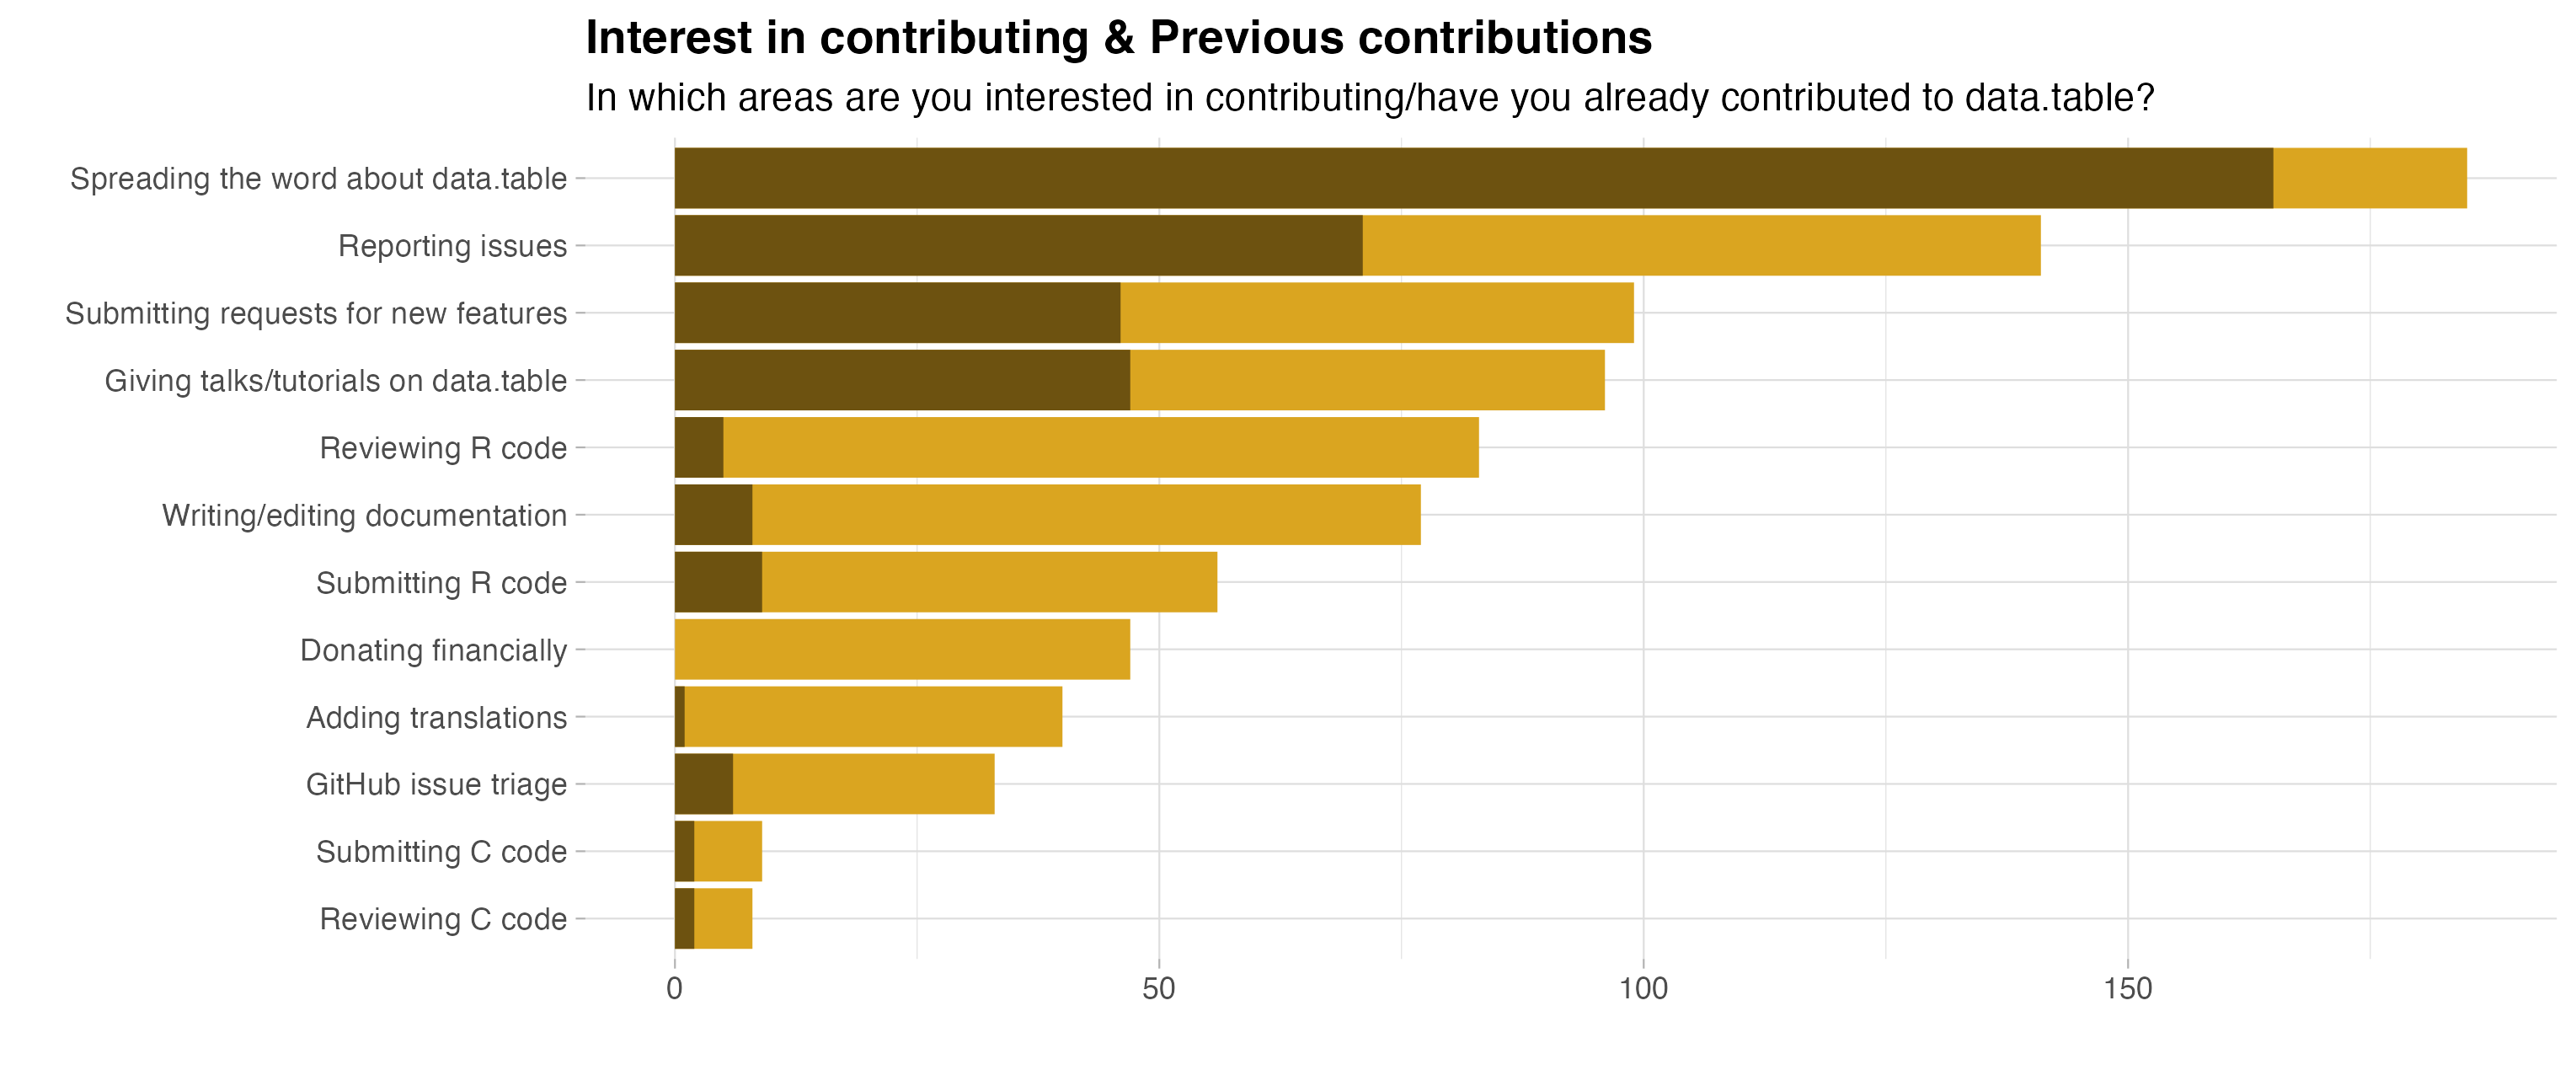 Interest in contributing & Previous contributions
In which areas are you interested in contributing/have you already contributed to data.table?
Spreading the word about data.table
Reporting issues
Submitting requests for new features
Giving talks/tutorials on data.table
Reviewing R code
Writing/editing documentation
Submitting R code
Donating financially
Adding translations
GitHub issue triage
Submitting C code
Reviewing C code
0 50 100 150